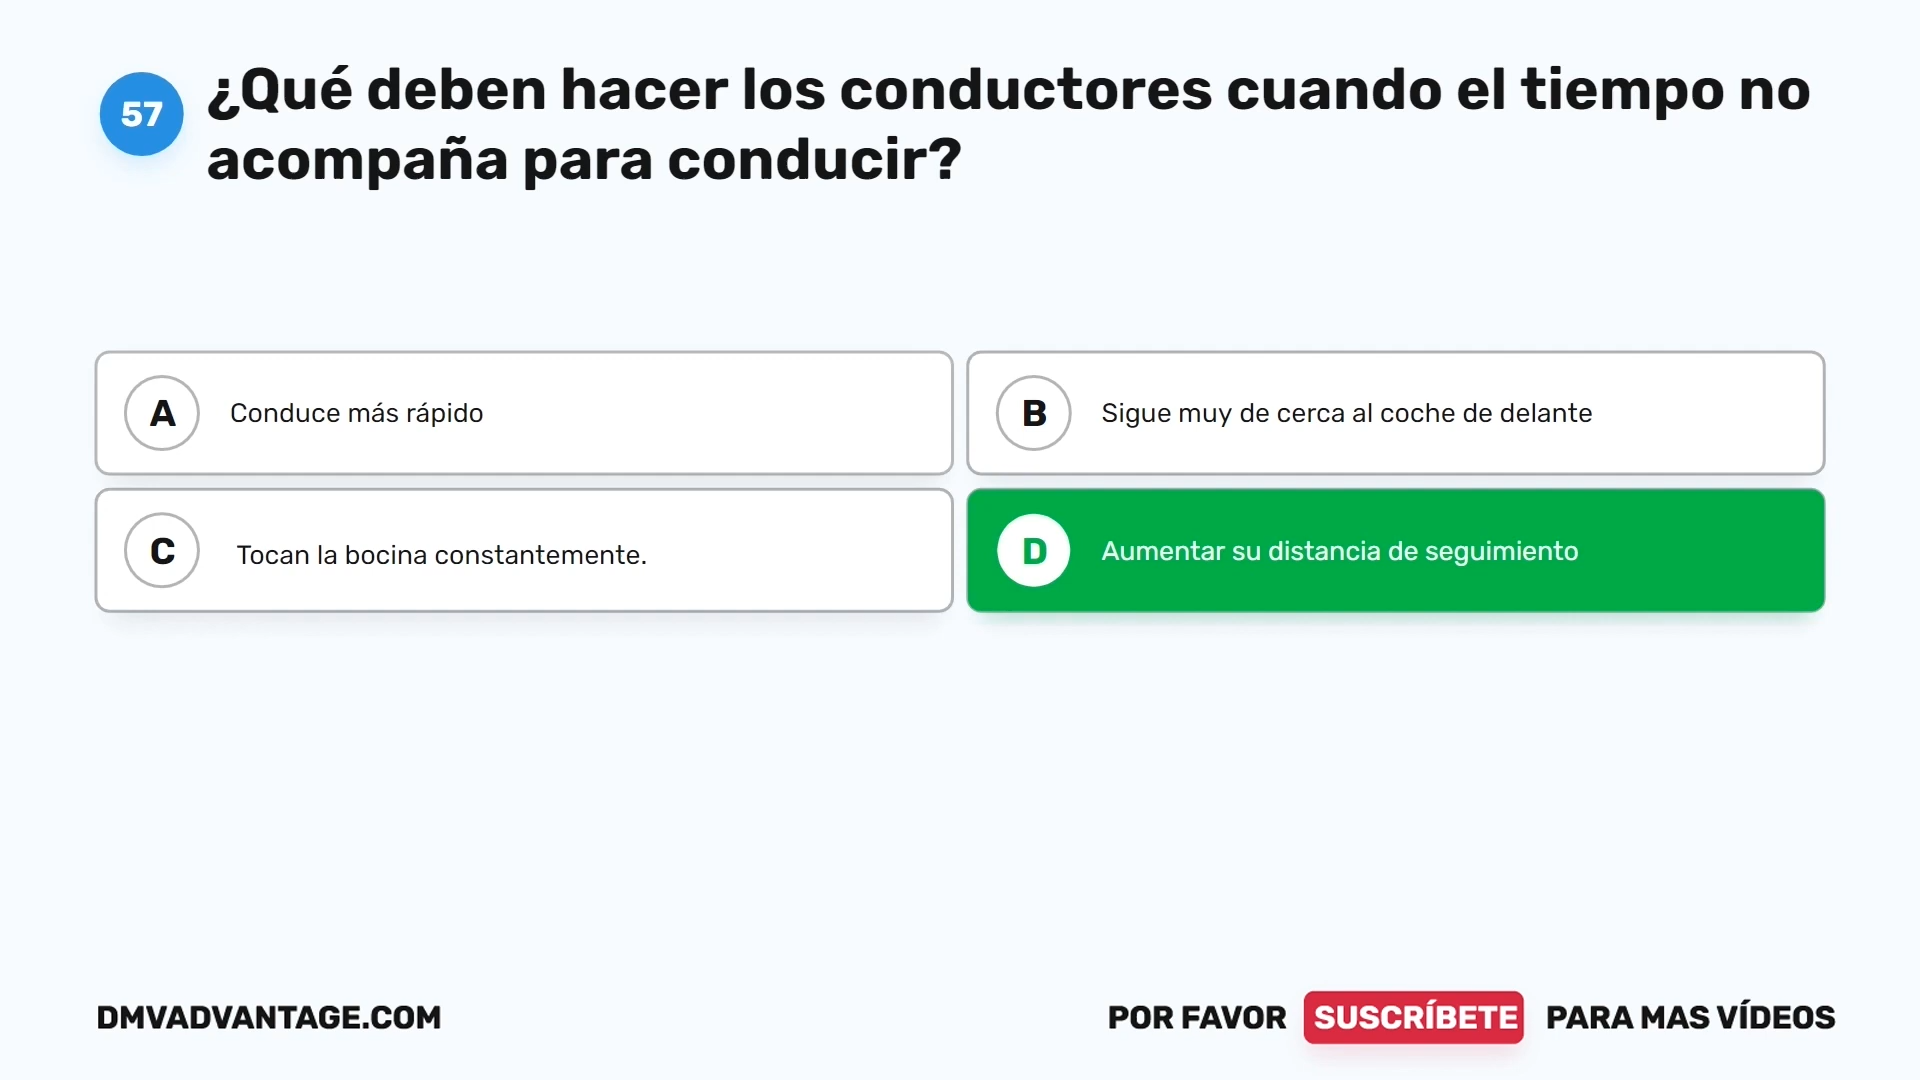 57
¿Qué deben hacer los conductores cuando el tiempo no
acompaña para conducir?
A Conduce más rápido
B Sigue muy de cerca al coche de delante
C Tocan la bocina constantemente.
D Aumentar su distancia de seguimiento
DMVADVANTAGE.COM
POR FAVOR SUSCRÍBETE PARA MAS VÍDEOS